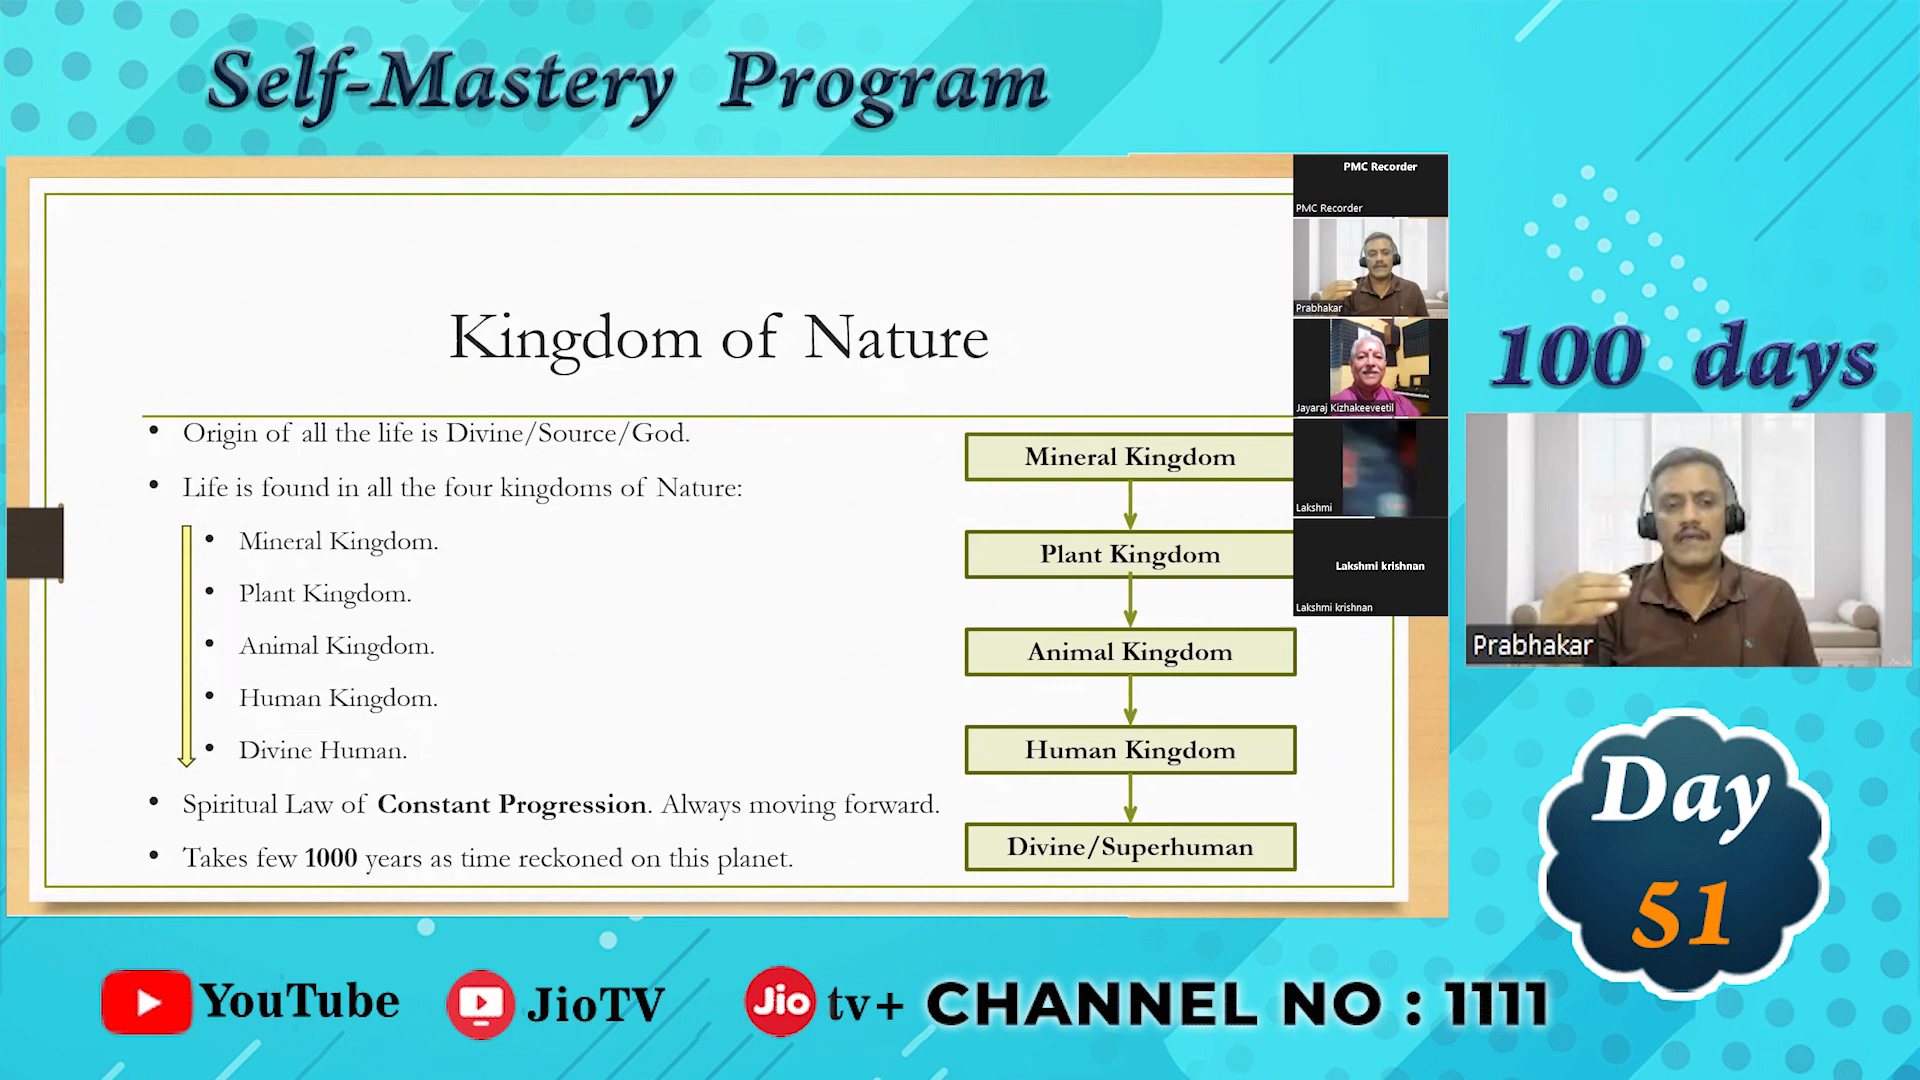 Self-Mastery Program
Kingdom of Nature
• Origin of all the life is Divine/Source/God.
• Life is found in all the four kingdoms of Nature:
• Mineral Kingdom.
• Plant Kingdom.
• Animal Kingdom.
• Human Kingdom.
• Divine Human.
• Spiritual Law of Constant Progression. Always moving forward.
• Takes few 1000 years as time reckoned on this planet.
Mineral Kingdom
Plant Kingdom
Animal Kingdom
Human Kingdom
Divine/Superhuman
PMC Recorder
PMC Recorder
Prabhakar
Jayaraj Kizhakeeveetil
Lakshmi
Lakshmi krishnan
Lakshmi krishnan
100 days
Prabhakar
Day
51
YouTube
JioTV
Jio tv+
CHANNEL NO : 1111